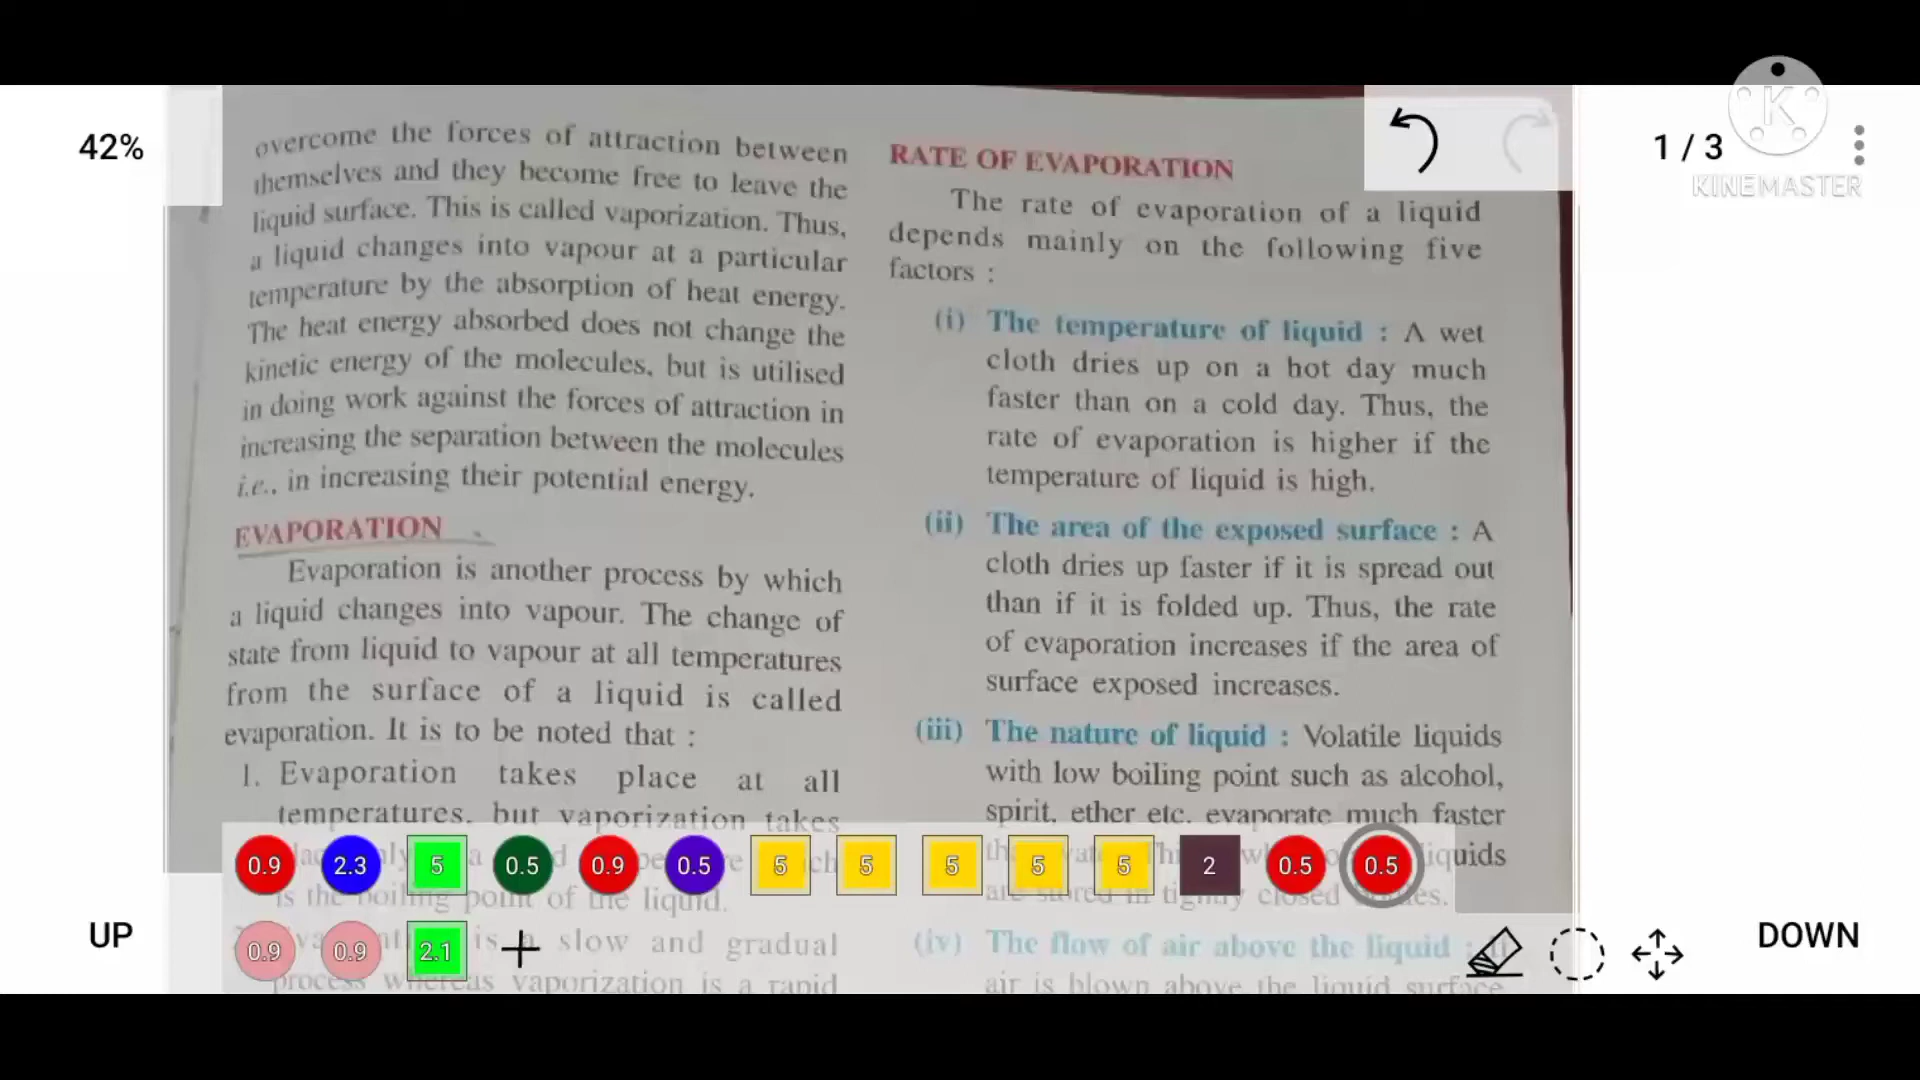 42%
1 / 3
KINEMASTER
overcome the forces of attraction between
themselves and they become free to leave the
liquid surface. This is called vaporization. Thus,
a liquid changes into vapour at a particular
temperature by the absorption of heat energy.
The heat energy absorbed does not change the
kinetic energy of the molecules, but is utilised
in doing work against the forces of attraction in
increasing the separation between the molecules
i.e., in increasing their potential energy.
EVAPORATION
Evaporation is another process by which
a liquid changes into vapour. The change of
state from liquid to vapour at all temperatures
from the surface of a liquid is called
evaporation. It is to be noted that :
1. Evaporation takes place at all
temperatures, but vaporization takes
is the boiling point of the liquid.
is a slow and gradual
process whereas vaporization is a rapid
RATE OF EVAPORATION
The rate of evaporation of a liquid
depends mainly on the following five
factors :
(i) The temperature of liquid : A wet
cloth dries up on a hot day much
faster than on a cold day. Thus, the
rate of evaporation is higher if the
temperature of liquid is high.
(ii) The area of the exposed surface : A
cloth dries up faster if it is spread out
than if it is folded up. Thus, the rate
of evaporation increases if the area of
surface exposed increases.
(iii) The nature of liquid : Volatile liquids
with low boiling point such as alcohol,
spirit, ether etc. evaporate much faster
liquids
are stored in tightly closed bottles.
(iv) The flow of air above the liquid :
air is blown above the liquid surface
0.9 2.3 5 0.5 0.9 0.5 5 5 5 5 5 2 0.5 0.5
0.9 0.9 2.1 +
UP
DOWN